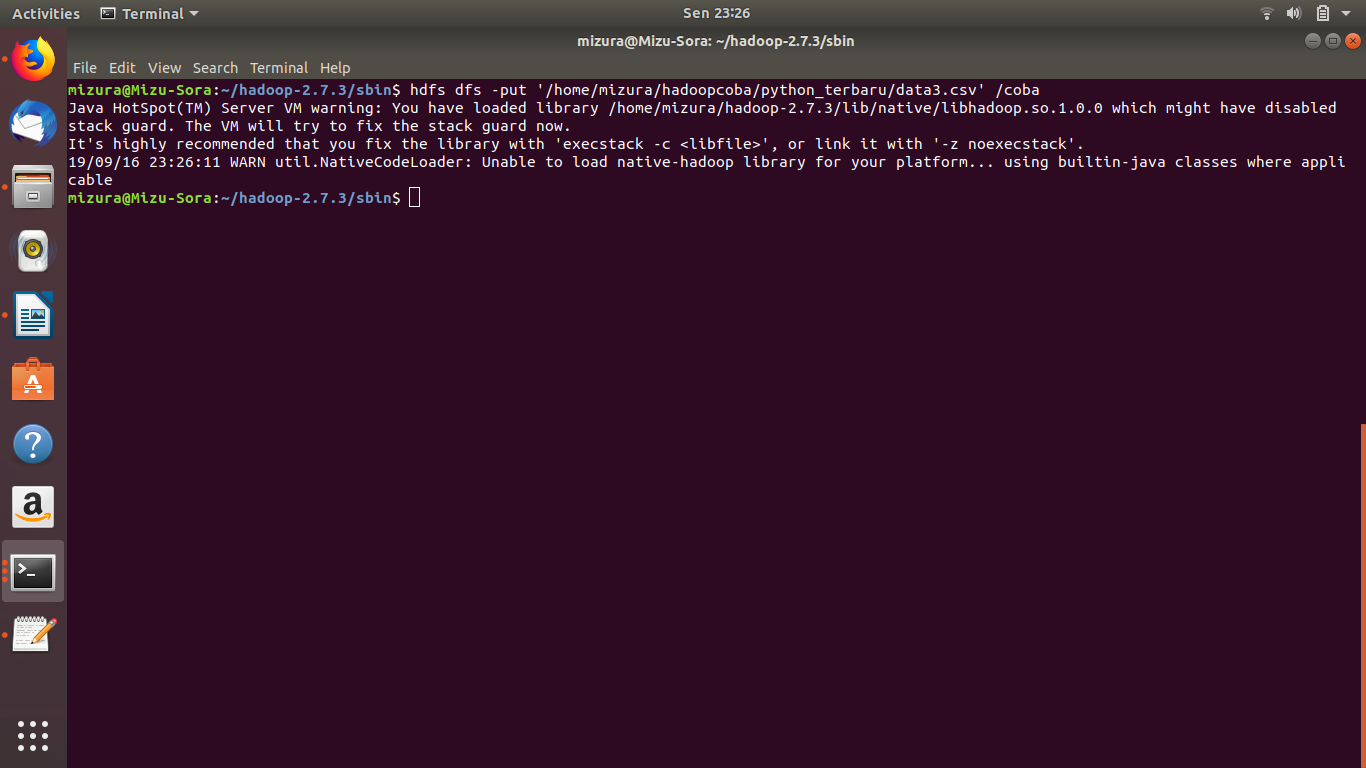 Activities Terminal Sen 23:26
mizura@Mizu-Sora: ~/hadoop-2.7.3/sbin
File Edit View Search Terminal Help
mizura@Mizu-Sora:~/hadoop-2.7.3/sbin$ hdfs dfs -put '/home/mizura/hadoopcoba/python_terbaru/data3.csv' /coba
Java HotSpot(TM) Server VM warning: You have loaded library /home/mizura/hadoop-2.7.3/lib/native/libhadoop.so.1.0.0 which might have disabled
stack guard. The VM will try to fix the stack guard now.
It's highly recommended that you fix the library with 'execstack -c <libfile>', or link it with '-z noexecstack'.
19/09/16 23:26:11 WARN util.NativeCodeLoader: Unable to load native-hadoop library for your platform... using builtin-java classes where appli
cable
mizura@Mizu-Sora:~/hadoop-2.7.3/sbin$